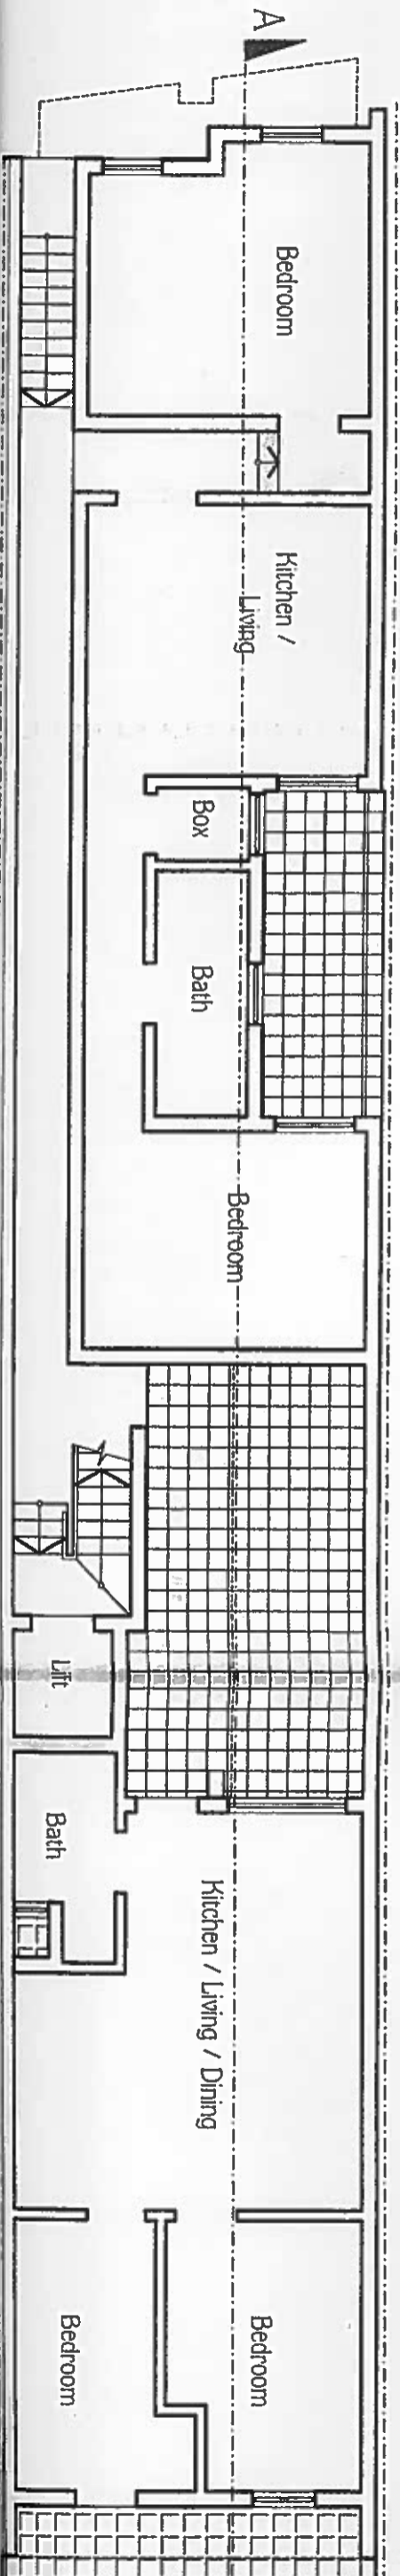 A
Bedroom
Kitchen /
Living
Box
Bath
Bedroom
Lift
Bath
Kitchen / Living / Dining
Bedroom
Bedroom